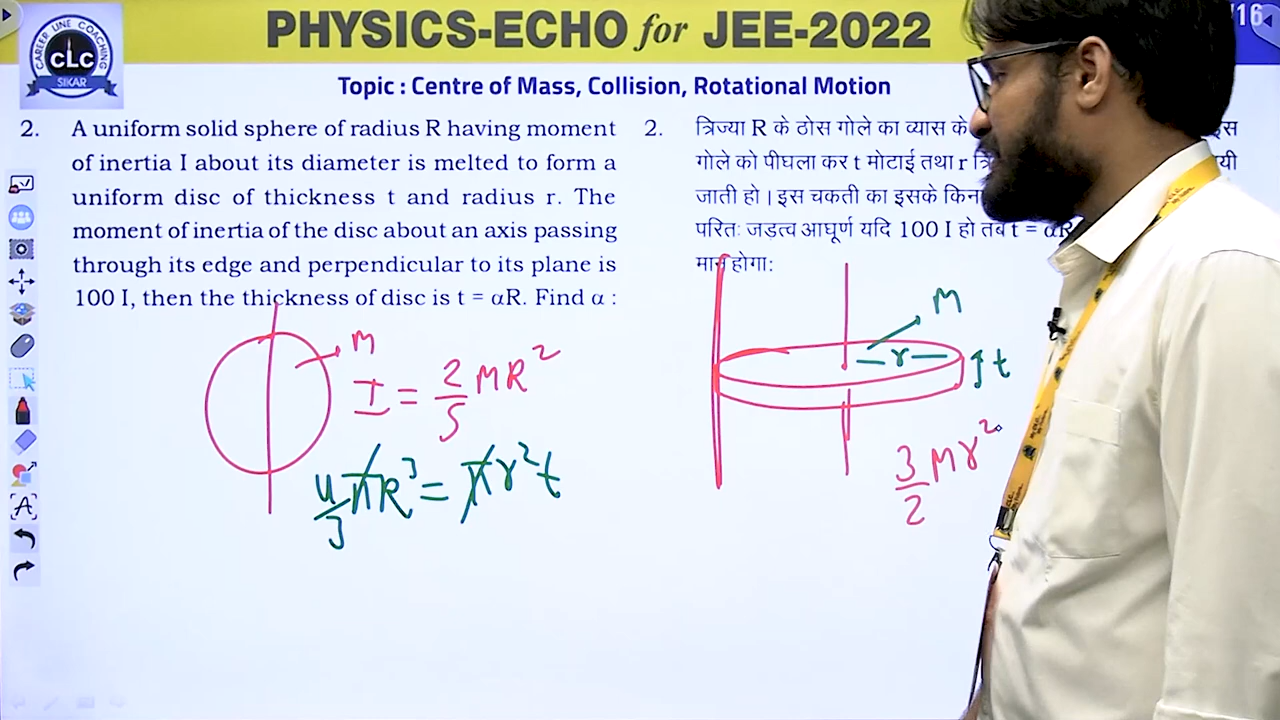 PHYSICS-ECHO for JEE-2022
/16
CAREER LINE COACHING
CLC
SIKAR
Topic : Centre of Mass, Collision, Rotational Motion
2. A uniform solid sphere of radius R having moment
of inertia I about its diameter is melted to form a
uniform disc of thickness t and radius r. The
moment of inertia of the disc about an axis passing
through its edge and perpendicular to its plane is
100 I, then the thickness of disc is t = αR. Find α :
2. त्रिज्या R के ठोस गोले का व्यास के
गोले को पीघला कर t मोटाई तथा r
जाती हो। इस चकती का इसके
परितः जड़त्व आघूर्ण यदि 100 I हो तब t = αR
मान होगा:
M
I = 2/5 MR²
4/3 πR³ = πr²t
M
r
t
3/2 Mr²